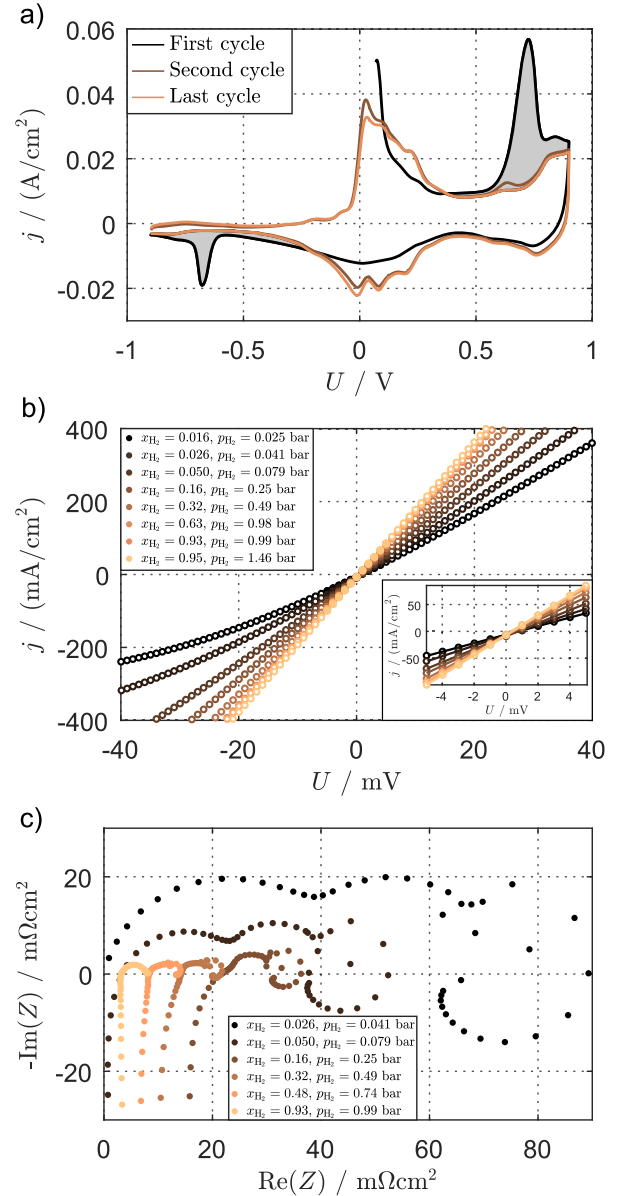 a)
0.06
0.04
0.02
0
-0.02
j / (A/cm²)
First cycle
Second cycle
Last cycle
-1
-0.5
0
0.5
1
U / V
b)
400
200
0
-200
-400
j / (mA/cm²)
x_H₂ = 0.016, p_H₂ = 0.025 bar
x_H₂ = 0.026, p_H₂ = 0.041 bar
x_H₂ = 0.050, p_H₂ = 0.079 bar
x_H₂ = 0.16, p_H₂ = 0.25 bar
x_H₂ = 0.32, p_H₂ = 0.49 bar
x_H₂ = 0.63, p_H₂ = 0.98 bar
x_H₂ = 0.93, p_H₂ = 0.99 bar
x_H₂ = 0.95, p_H₂ = 1.46 bar
50
0
-50
j / (mA/cm²)
-4
-2
0
2
4
U / mV
-40
-20
0
20
40
U / mV
c)
20
0
-20
-Im(Z) / mΩcm²
x_H₂ = 0.026, p_H₂ = 0.041 bar
x_H₂ = 0.050, p_H₂ = 0.079 bar
x_H₂ = 0.16, p_H₂ = 0.25 bar
x_H₂ = 0.32, p_H₂ = 0.49 bar
x_H₂ = 0.48, p_H₂ = 0.74 bar
x_H₂ = 0.93, p_H₂ = 0.99 bar
0
20
40
60
80
Re(Z) / mΩcm²